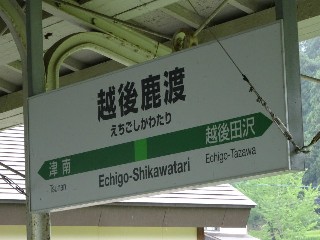 越後鹿渡
えちごしかわたり
津南
Tsunan
越後田沢
Echigo-Tazawa
Echigo-Shikawatari